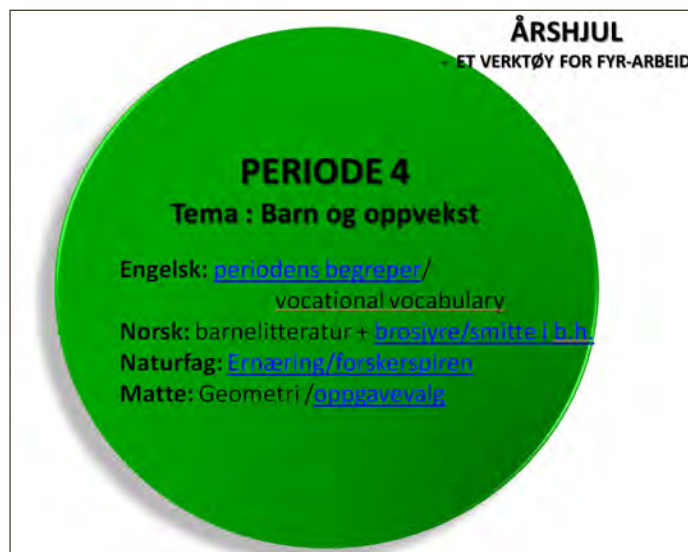 ÅRSHJUL
- ET VERKTØY FOR FYR-ARBEID
PERIODE 4
Tema : Barn og oppvekst
Engelsk: periodens begreper/
vocational vocabulary
Norsk: barnelitteratur + brosjyre/smitte i b.h.
Naturfag: Ernæring/forskerspiren
Matte: Geometri /oppgavevalg